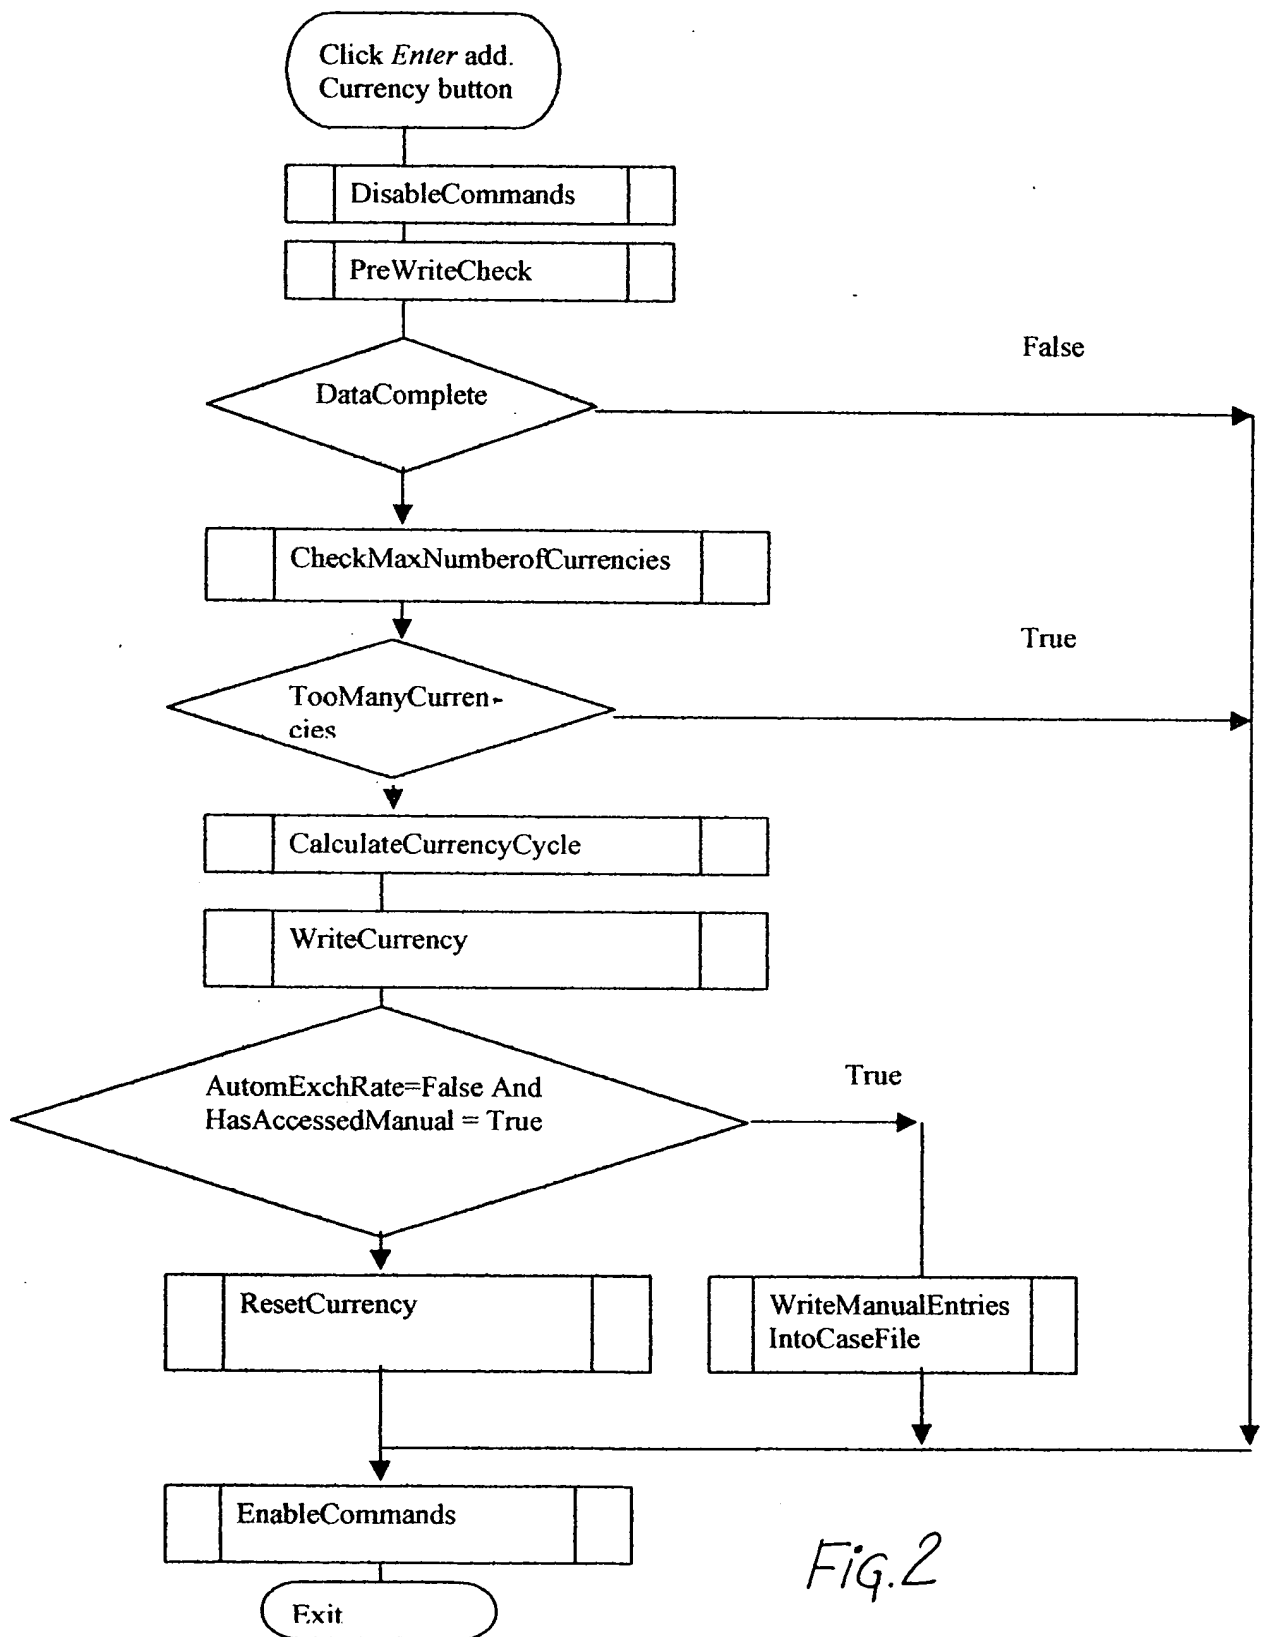 Click Enter add.
Currency button
DisableCommands
PreWriteCheck
False
DataComplete
CheckMaxNumberofCurrencies
True
TooManyCurren-
cies
CalculateCurrencyCycle
WriteCurrency
AutomExchRate=False And
True
HasAccessedManual = True
ResetCurrency
WriteManualEntries
IntoCaseFile
EnableCommands
Fig.2
Exit